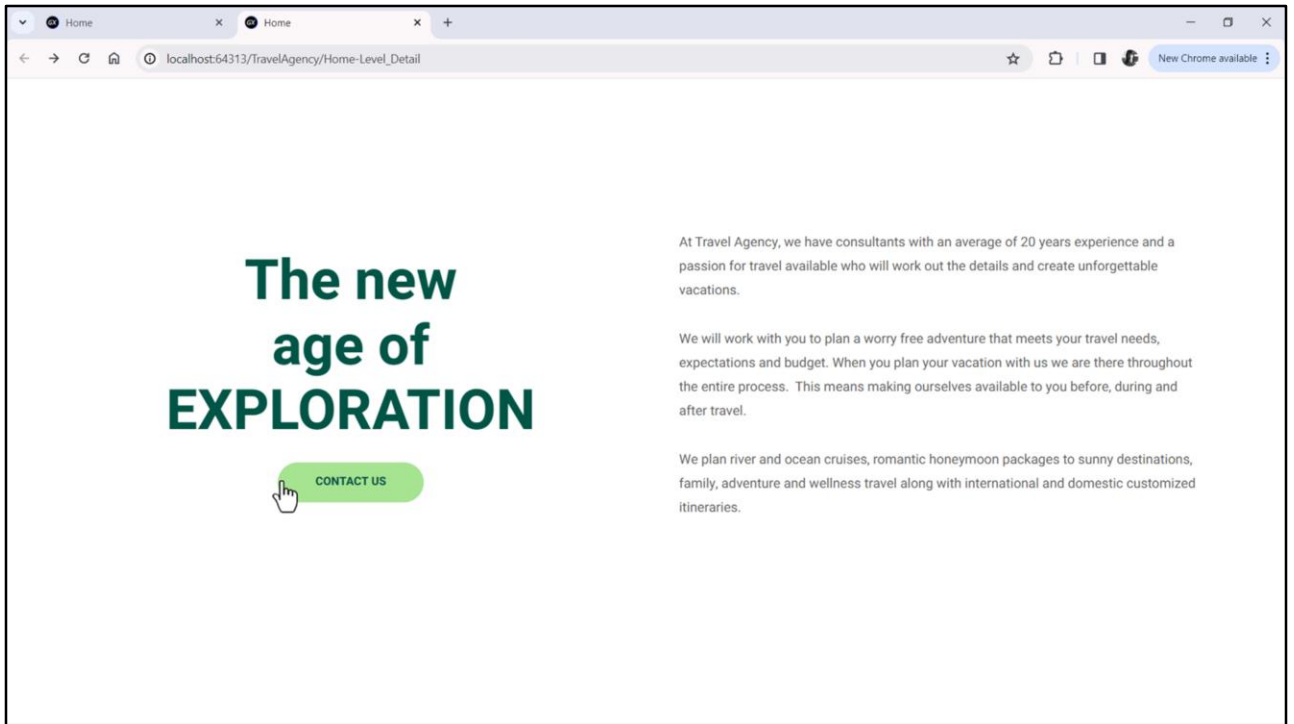 GX Home
GX Home
localhost:64313/TravelAgency/Home-Level_Detail
New Chrome available
The new
age of
EXPLORATION
CONTACT US
At Travel Agency, we have consultants with an average of 20 years experience and a
passion for travel available who will work out the details and create unforgettable
vacations.
We will work with you to plan a worry free adventure that meets your travel needs,
expectations and budget. When you plan your vacation with us we are there throughout
the entire process.  This means making ourselves available to you before, during and
after travel.
We plan river and ocean cruises, romantic honeymoon packages to sunny destinations,
family, adventure and wellness travel along with international and domestic customized
itineraries.